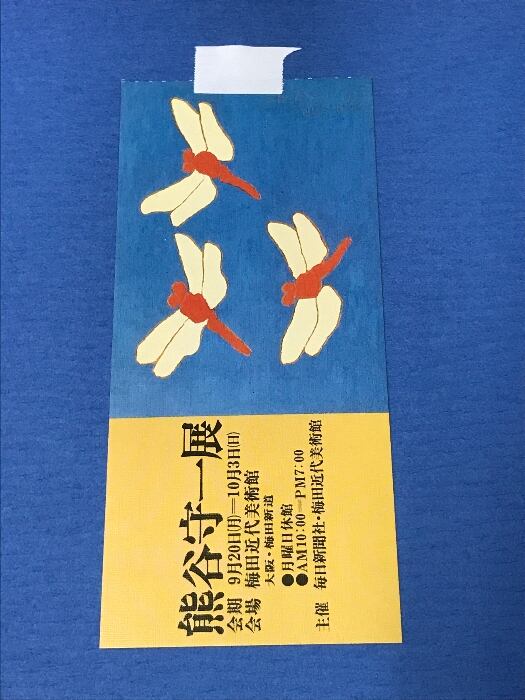 熊谷守一展
会期 9月20日(月)—10月3日(日)
会場 梅田近代美術館
大阪・梅田新道
●月曜日休館
●AM10:00—PM7:00
主催 毎日新聞社・梅田近代美術館